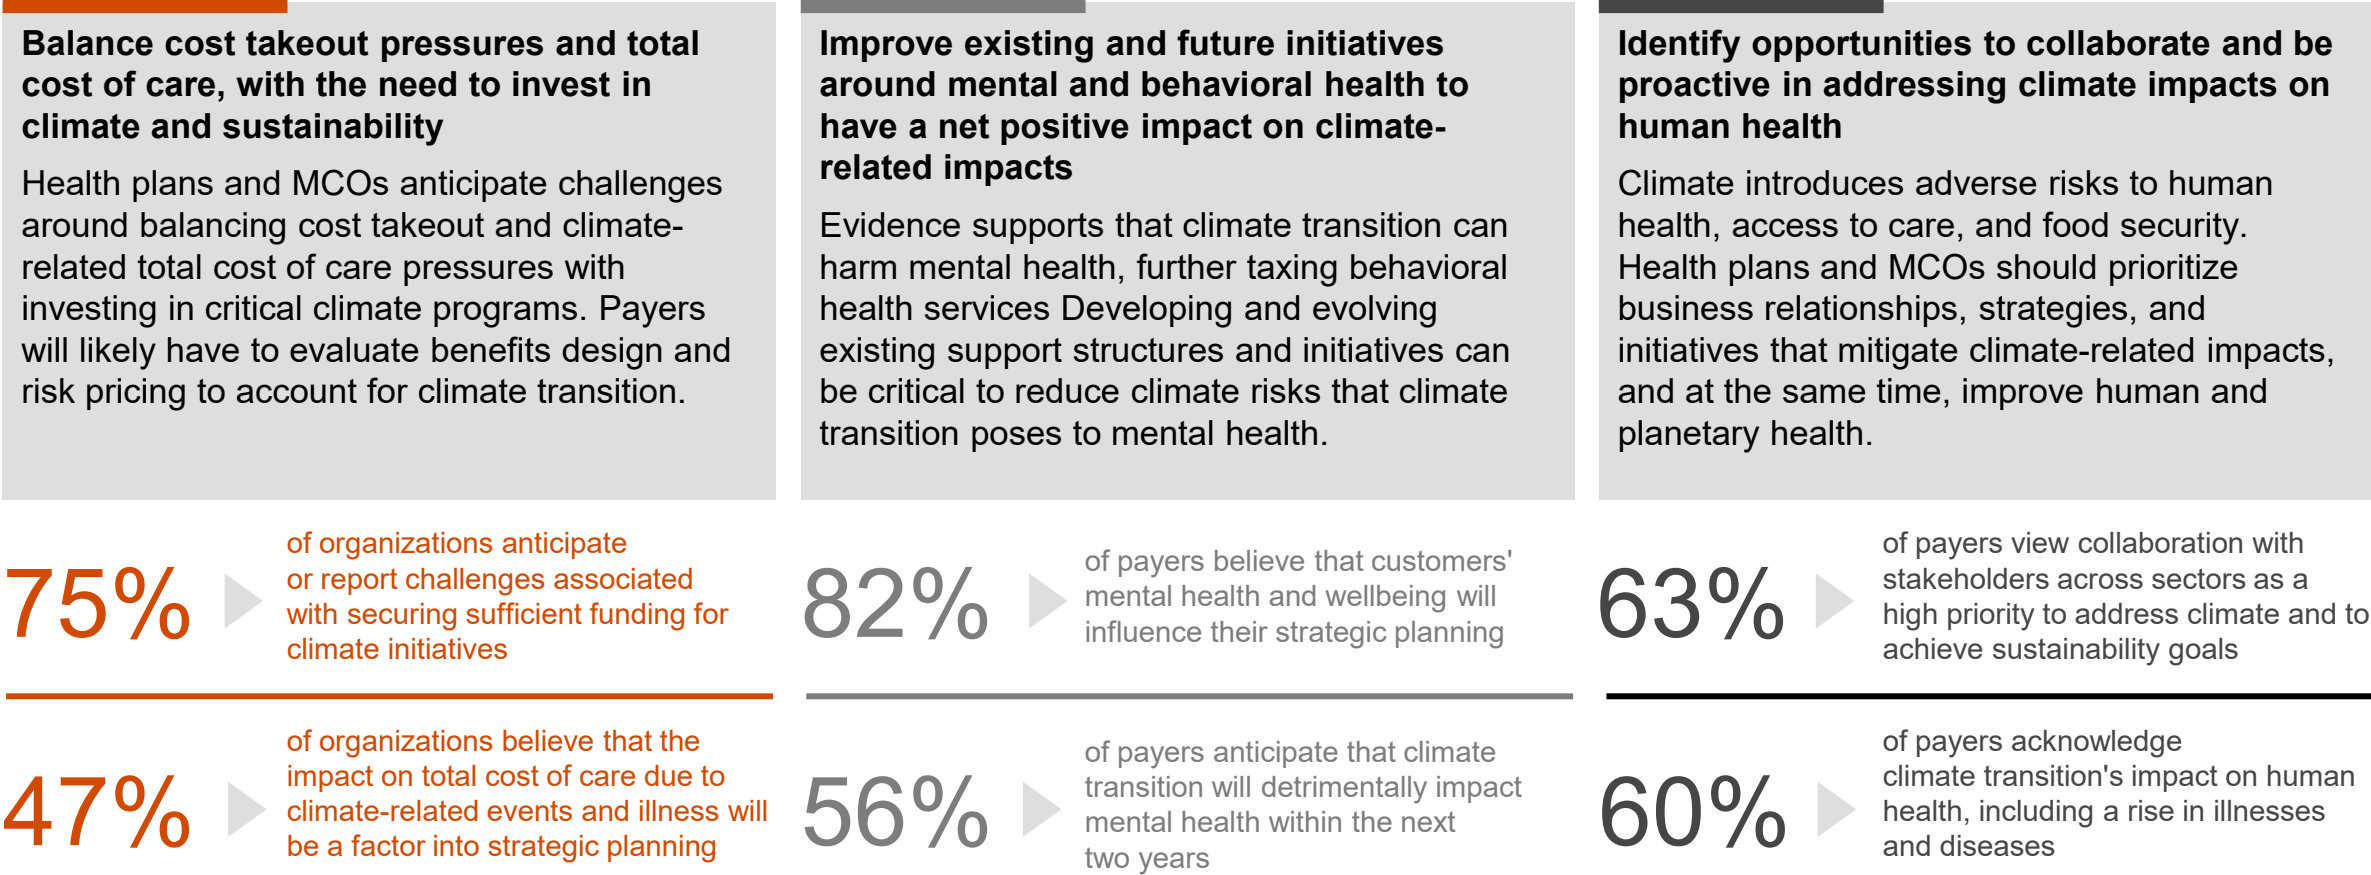 Balance cost takeout pressures and total
cost of care, with the need to invest in
climate and sustainability
Health plans and MCOs anticipate challenges
around balancing cost takeout and climate-
related total cost of care pressures with
investing in critical climate programs. Payers
will likely have to evaluate benefits design and
risk pricing to account for climate transition.
75%
of organizations anticipate
or report challenges associated
with securing sufficient funding for
climate initiatives
47%
of organizations believe that the
impact on total cost of care due to
climate-related events and illness will
be a factor into strategic planning
Improve existing and future initiatives
around mental and behavioral health to
have a net positive impact on climate-
related impacts
Evidence supports that climate transition can
harm mental health, further taxing behavioral
health services Developing and evolving
existing support structures and initiatives can
be critical to reduce climate risks that climate
transition poses to mental health.
82%
of payers believe that customers'
mental health and wellbeing will
influence their strategic planning
56%
of payers anticipate that climate
transition will detrimentally impact
mental health within the next
two years
Identify opportunities to collaborate and be
proactive in addressing climate impacts on
human health
Climate introduces adverse risks to human
health, access to care, and food security.
Health plans and MCOs should prioritize
business relationships, strategies, and
initiatives that mitigate climate-related impacts,
and at the same time, improve human and
planetary health.
63%
of payers view collaboration with
stakeholders across sectors as a
high priority to address climate and to
achieve sustainability goals
60%
of payers acknowledge
climate transition's impact on human
health, including a rise in illnesses
and diseases